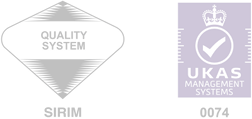 QUALITY
SYSTEM
SIRIM
UKAS
MANAGEMENT
SYSTEMS
0074